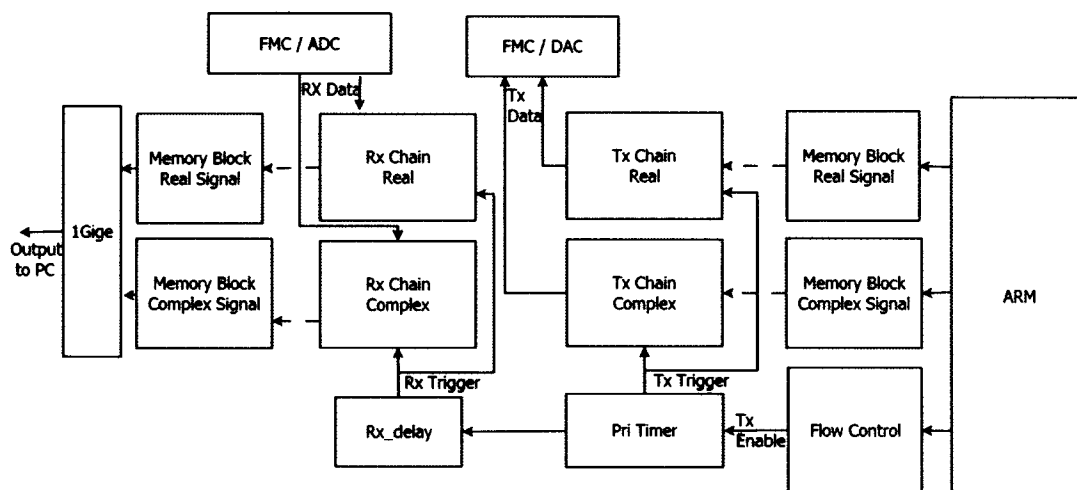 FMC / ADC
FMC / DAC
RX Data
Tx
Data
Memory Block
Real Signal
Rx Chain
Real
Tx Chain
Real
Memory Block
Real Signal
1Gige
Output
to PC
Memory Block
Complex Signal
Rx Chain
Complex
Tx Chain
Complex
Memory Block
Complex Signal
ARM
Rx Trigger
Tx Trigger
Rx_delay
Pri Timer
Tx
Enable
Flow Control